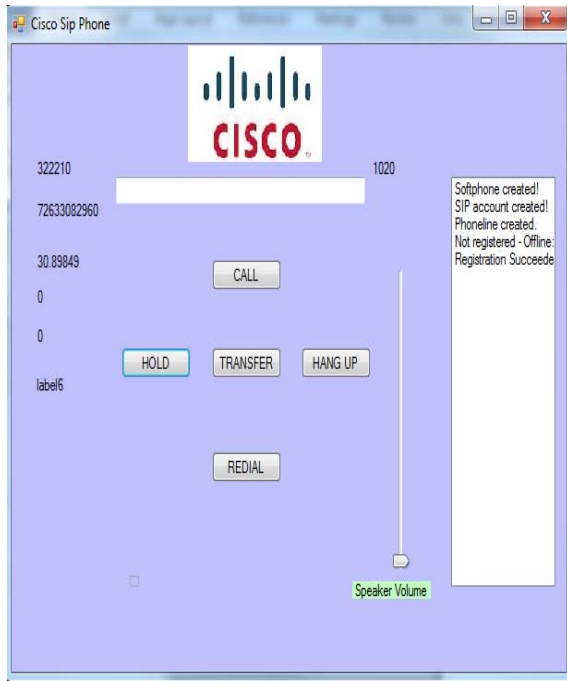 Cisco Sip Phone
CISCO
322210
1020
72633082960
30.89849
0
0
label6
CALL
HOLD
TRANSFER
HANG UP
REDIAL
Speaker Volume
Softphone created!
SIP account created!
Phoneline created.
Not registered - Offline:
Registration Succeede